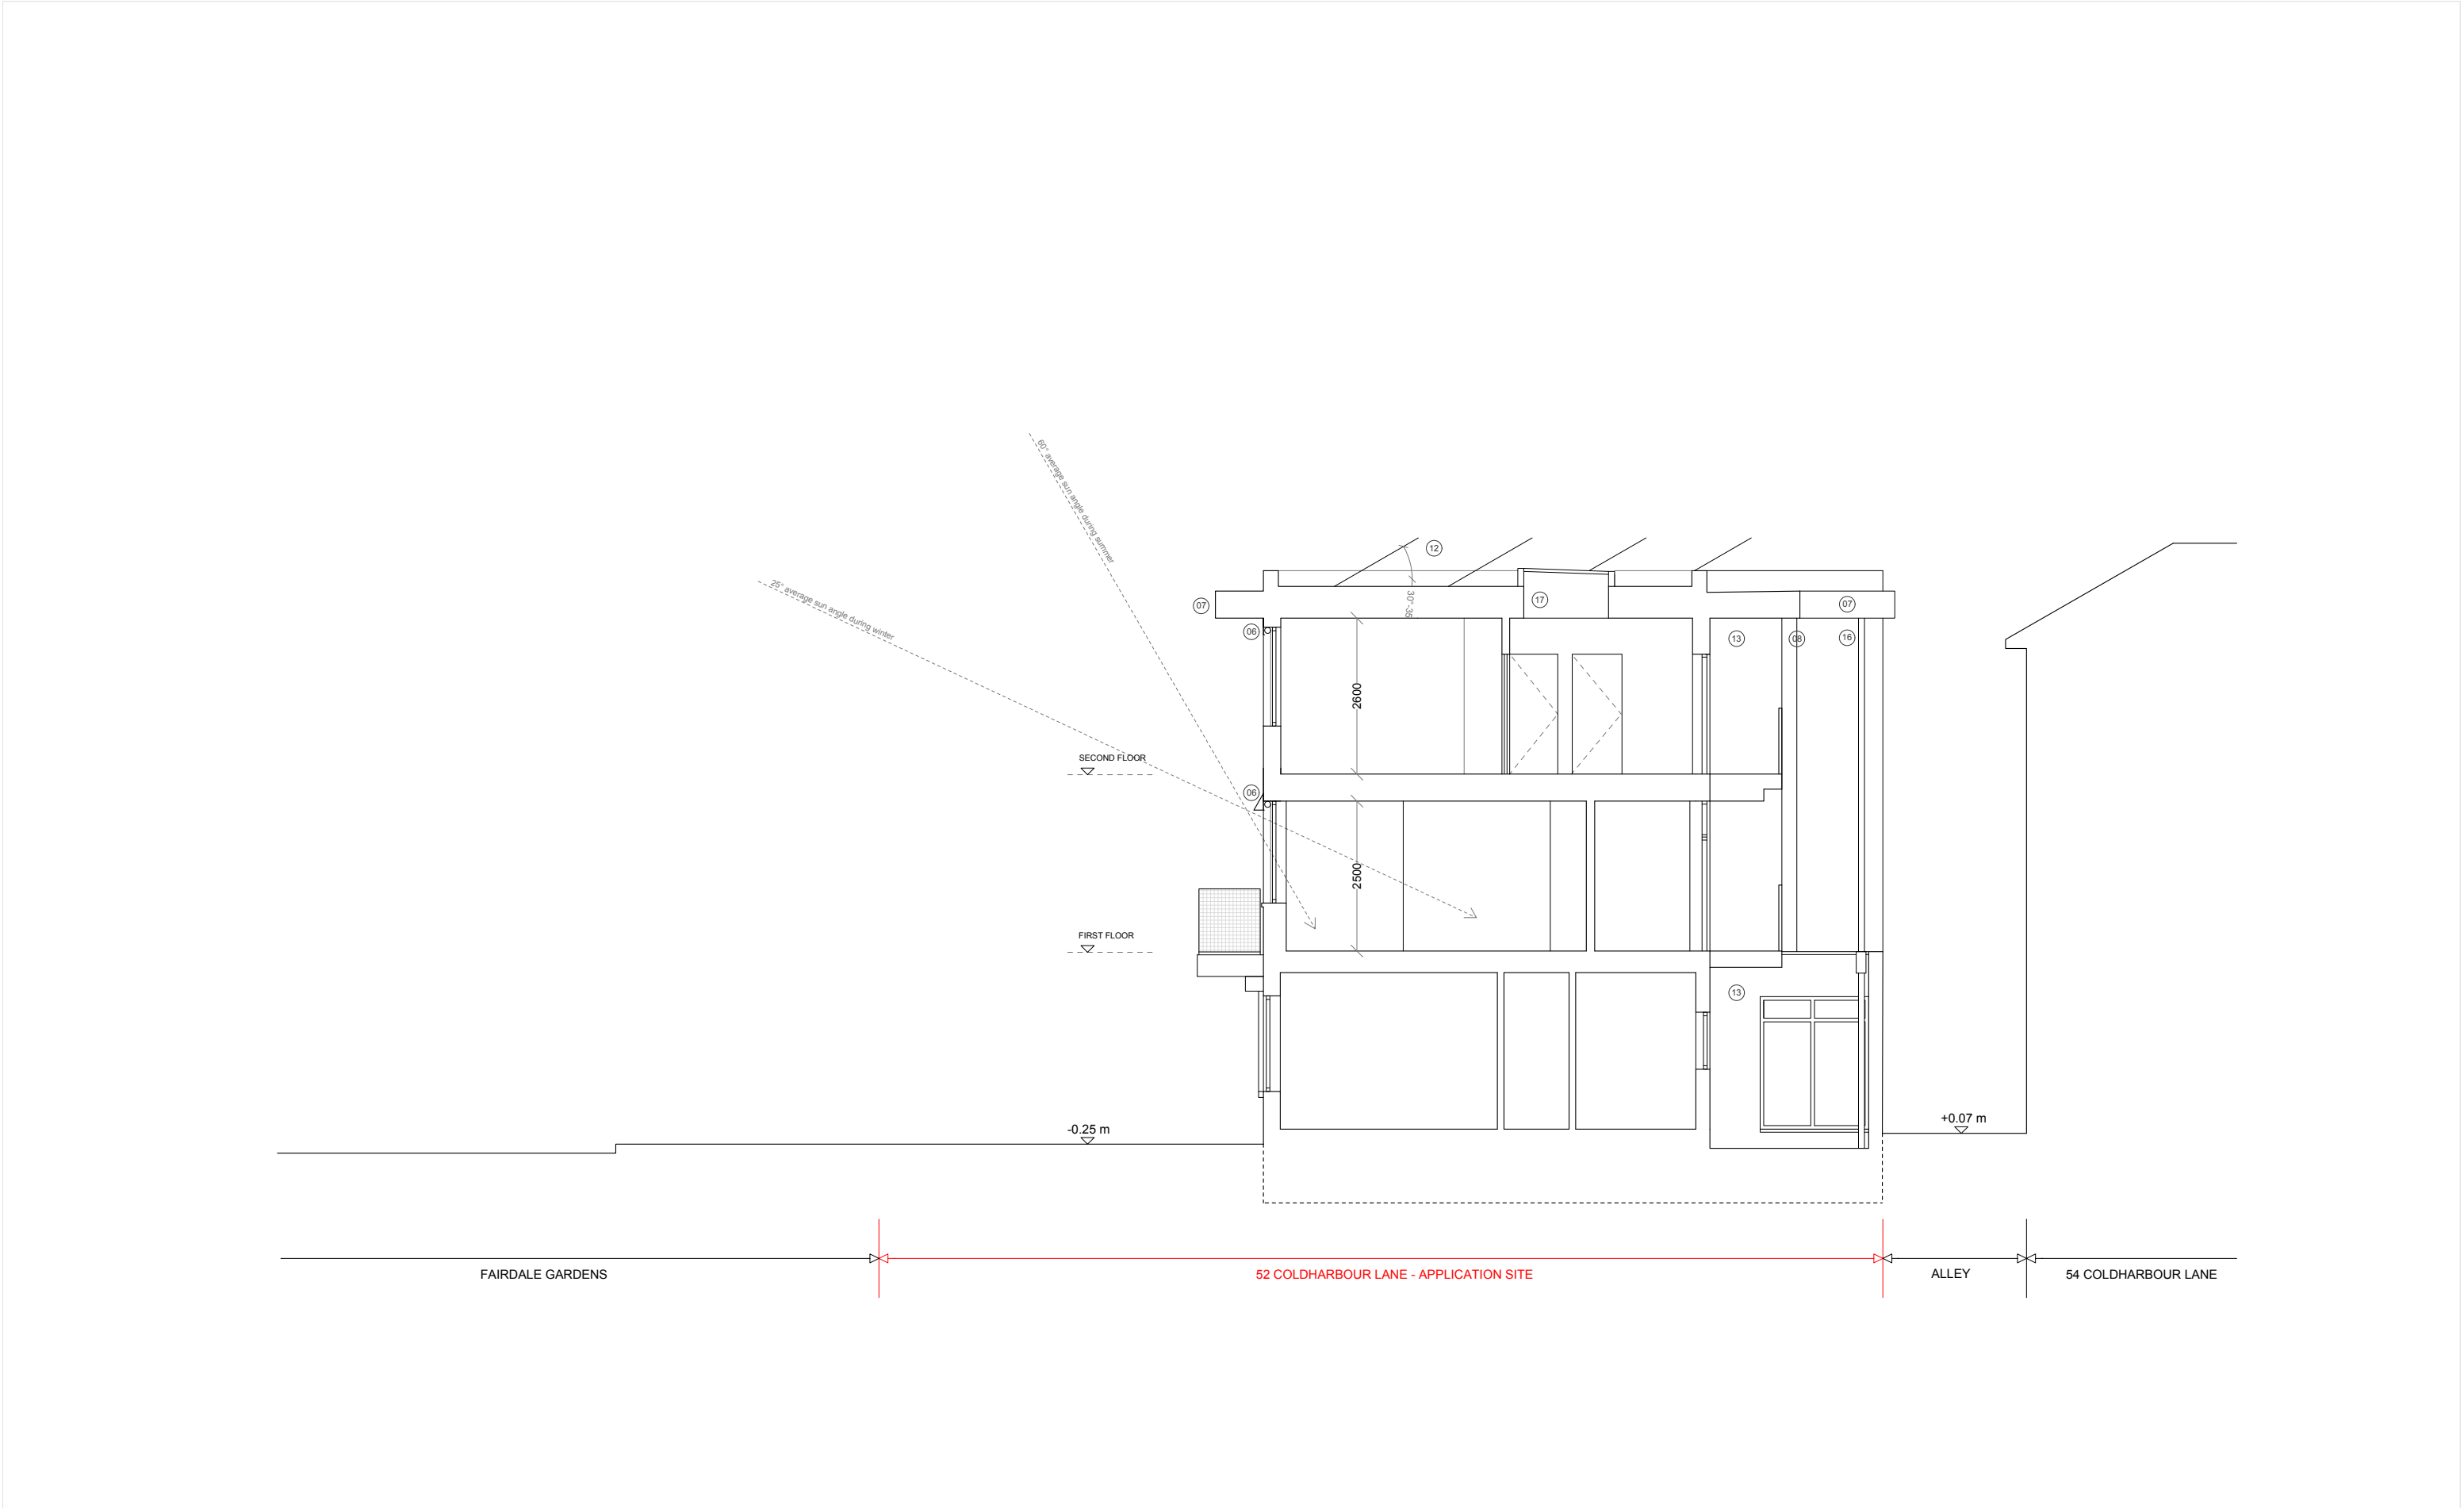 60° average sun angle during summer
25° average sun angle during winter
12
30°-35
07
17
07
06
13
08
16
2600
SECOND FLOOR
06
2500
FIRST FLOOR
13
-0.25 m
+0.07 m
FAIRDALE GARDENS
52 COLDHARBOUR LANE - APPLICATION SITE
ALLEY
54 COLDHARBOUR LANE